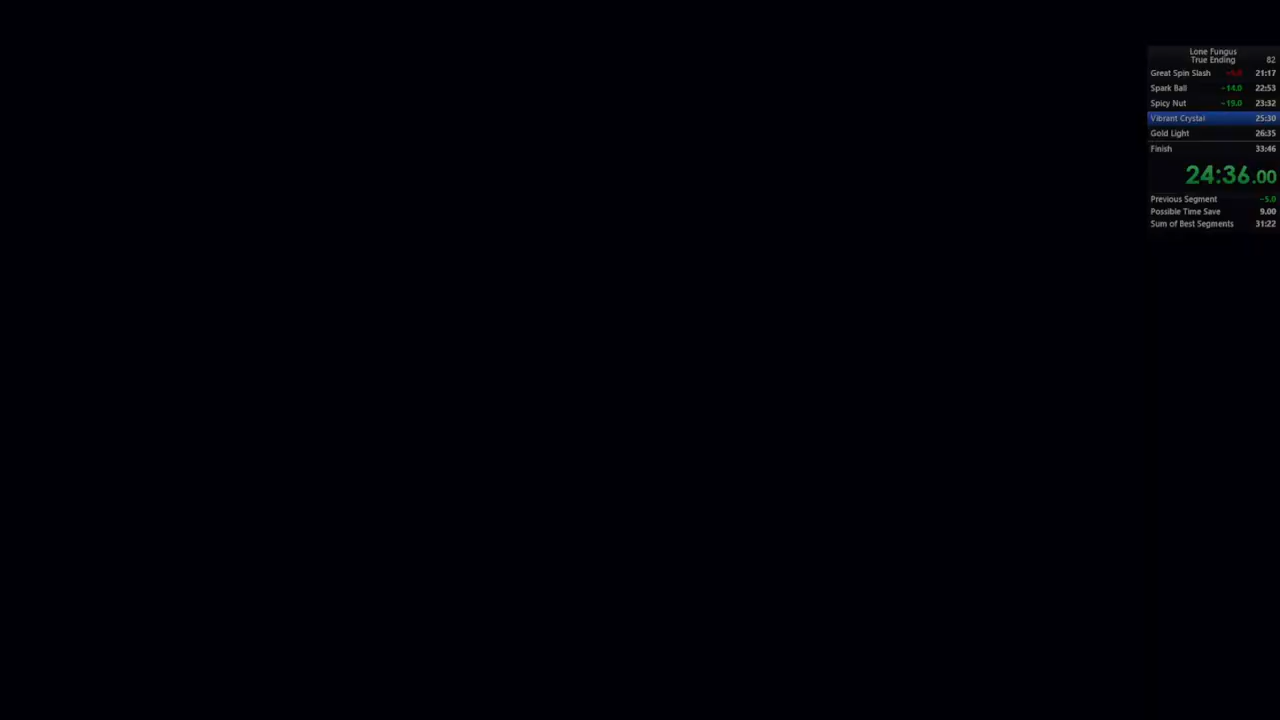 Lone Fungus
True Ending 82
Great Spin Slash 21:17
Spark Ball −14.0 22:53
Spicy Nut −19.0 23:32
Vibrant Crystal 25:30
Gold Light 26:35
Finish 33:46
24:36.00
Previous Segment −5.0
Possible Time Save 9.00
Sum of Best Segments 31:22